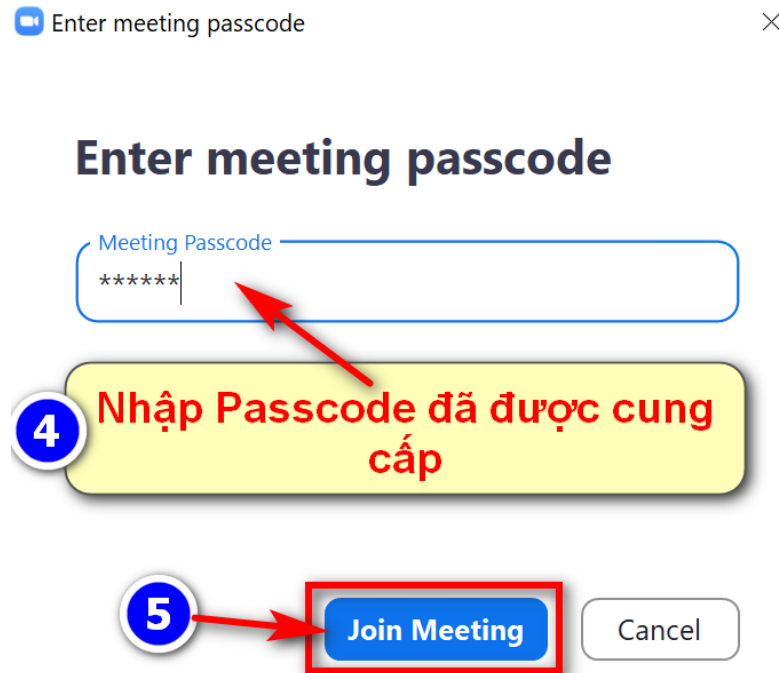 Enter meeting passcode
Enter meeting passcode
Meeting Passcode
******
4
Nhập Passcode đã được cung
cấp
5
Join Meeting
Cancel